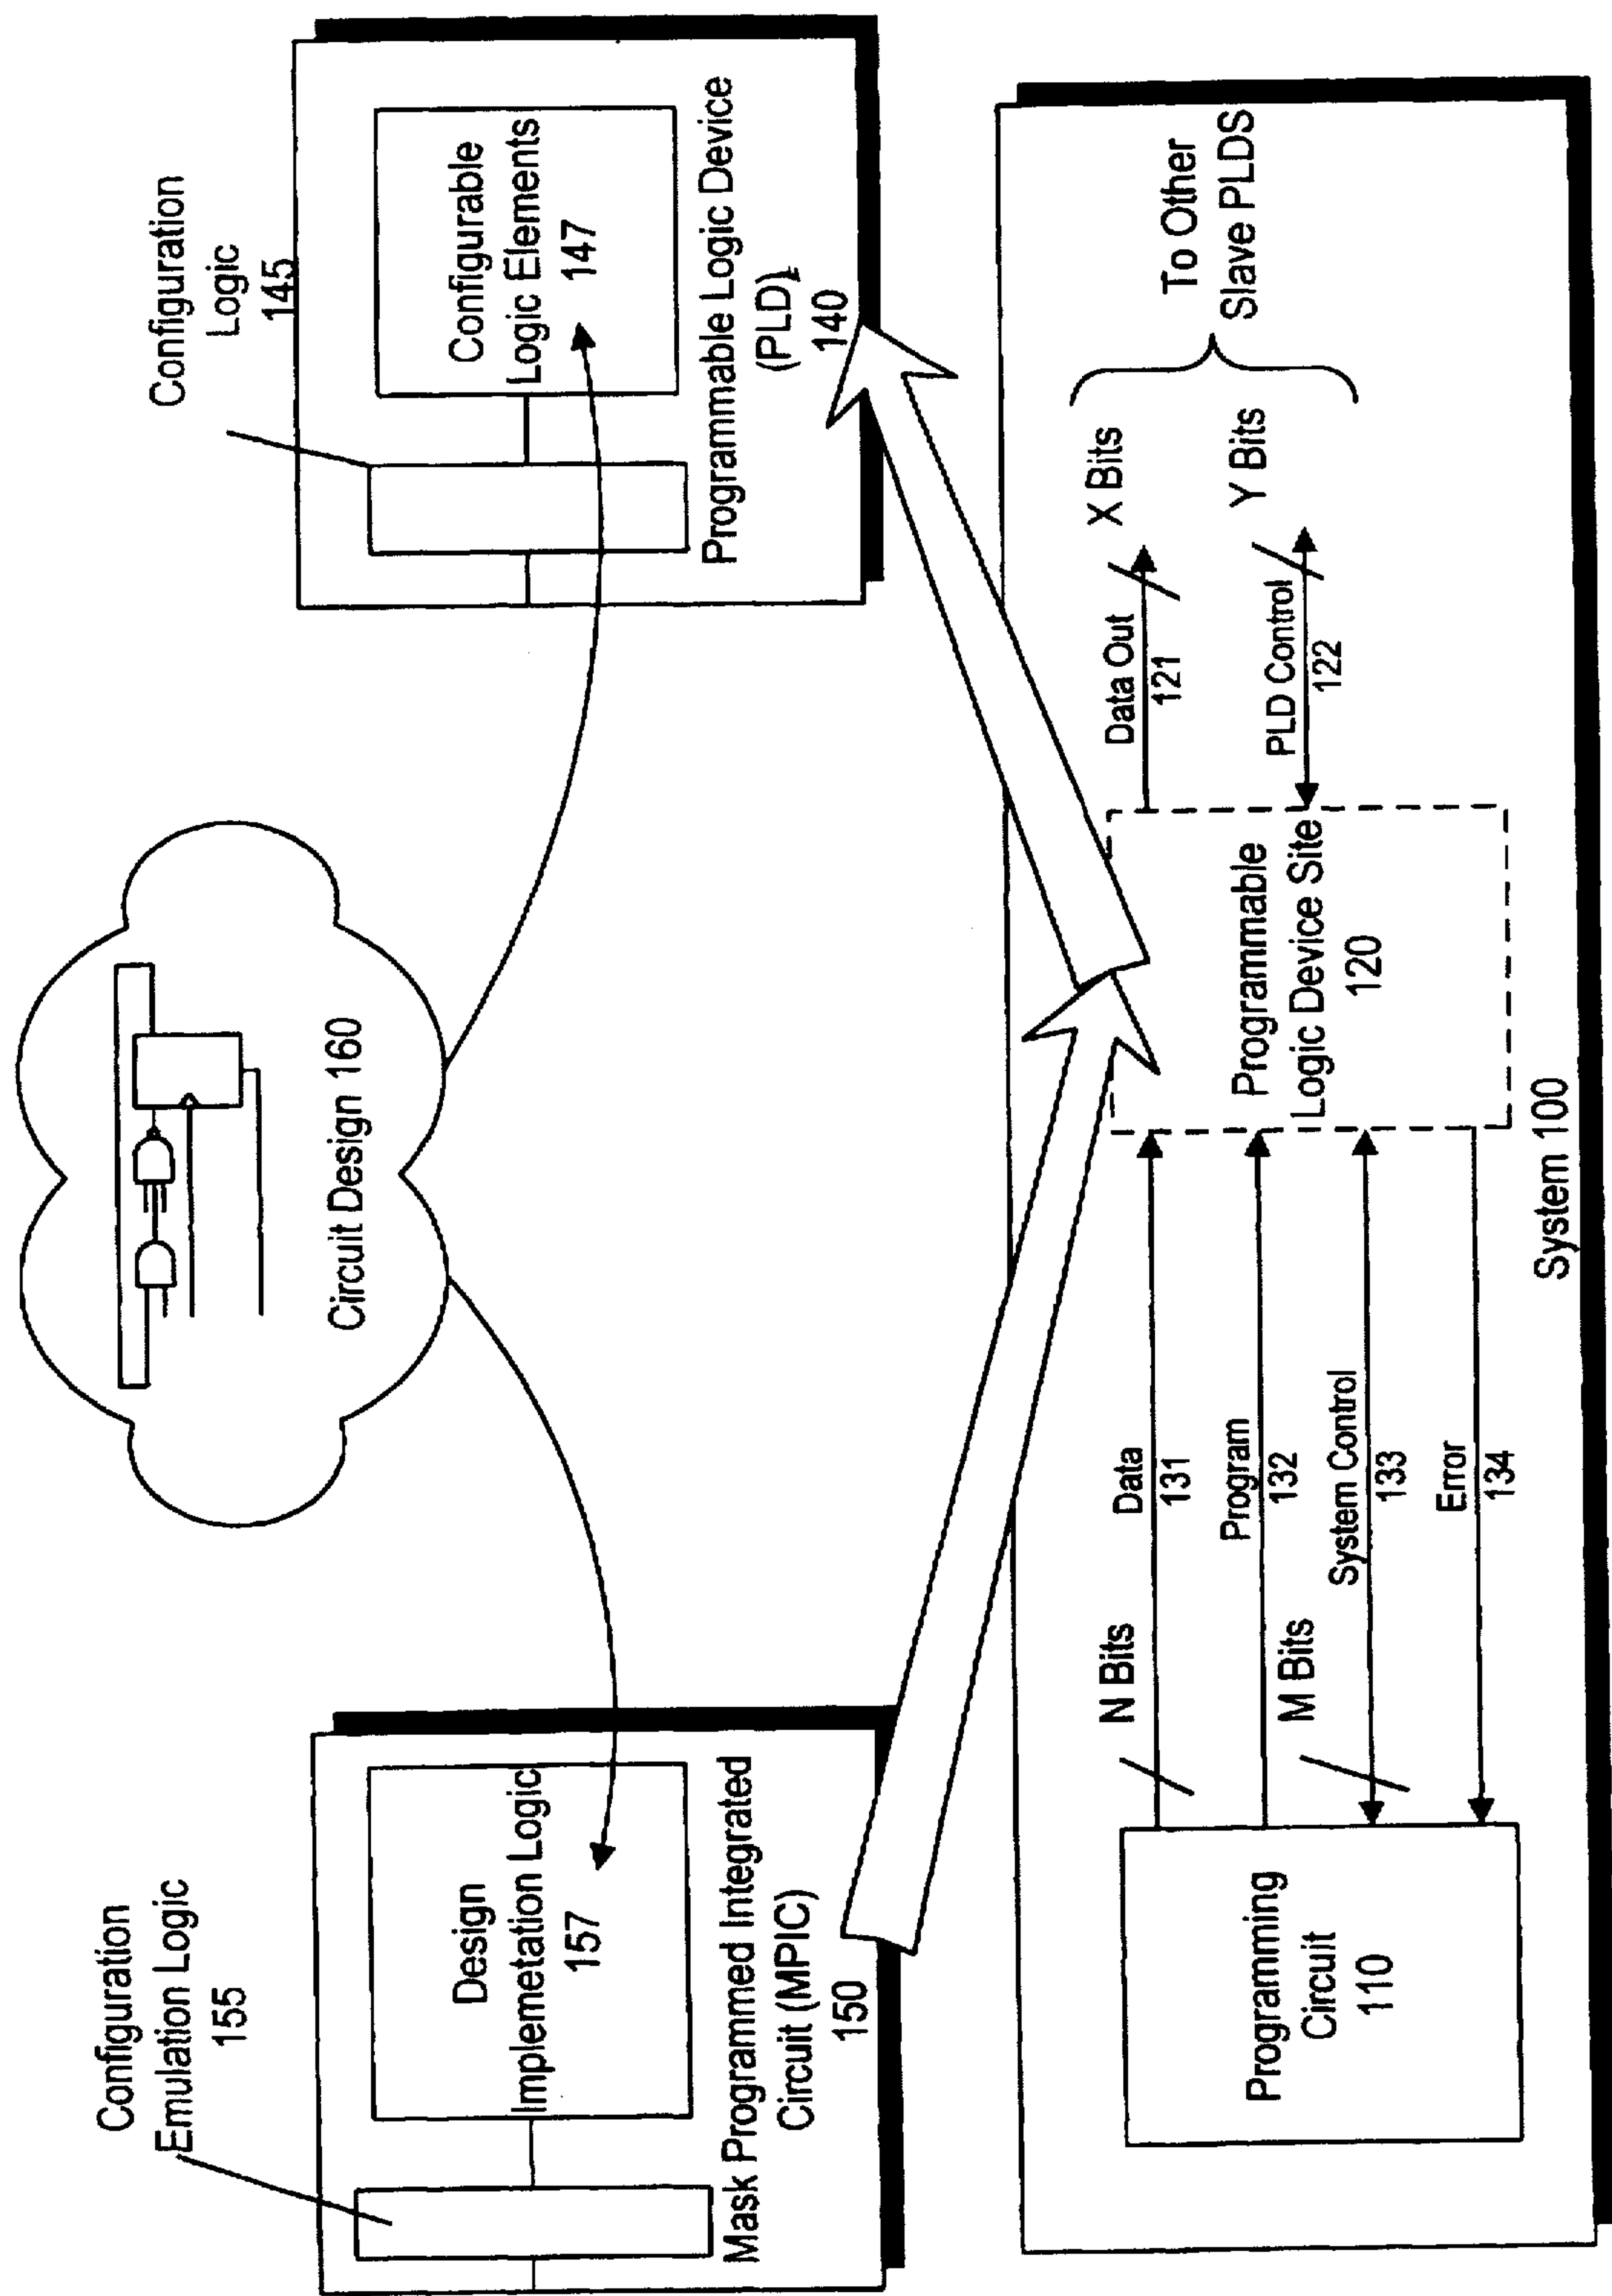 Circuit Design 160
Configuration
Emulation Logic
155
Design
Implemetation Logic
157
Mask Programmed Integrated
Circuit (MPIC)
150
Configuration
Logic
145
Configurable
Logic Elements
147
Programmable Logic Device
(PLD)
140
Programming
Circuit
110
N Bits
Data
131
Program
132
M Bits
System Control
133
Error
134
Programmable
Logic Device Site
120
Data Out
121
X Bits
PLD Control
122
Y Bits
To Other
Slave PLDS
System 100